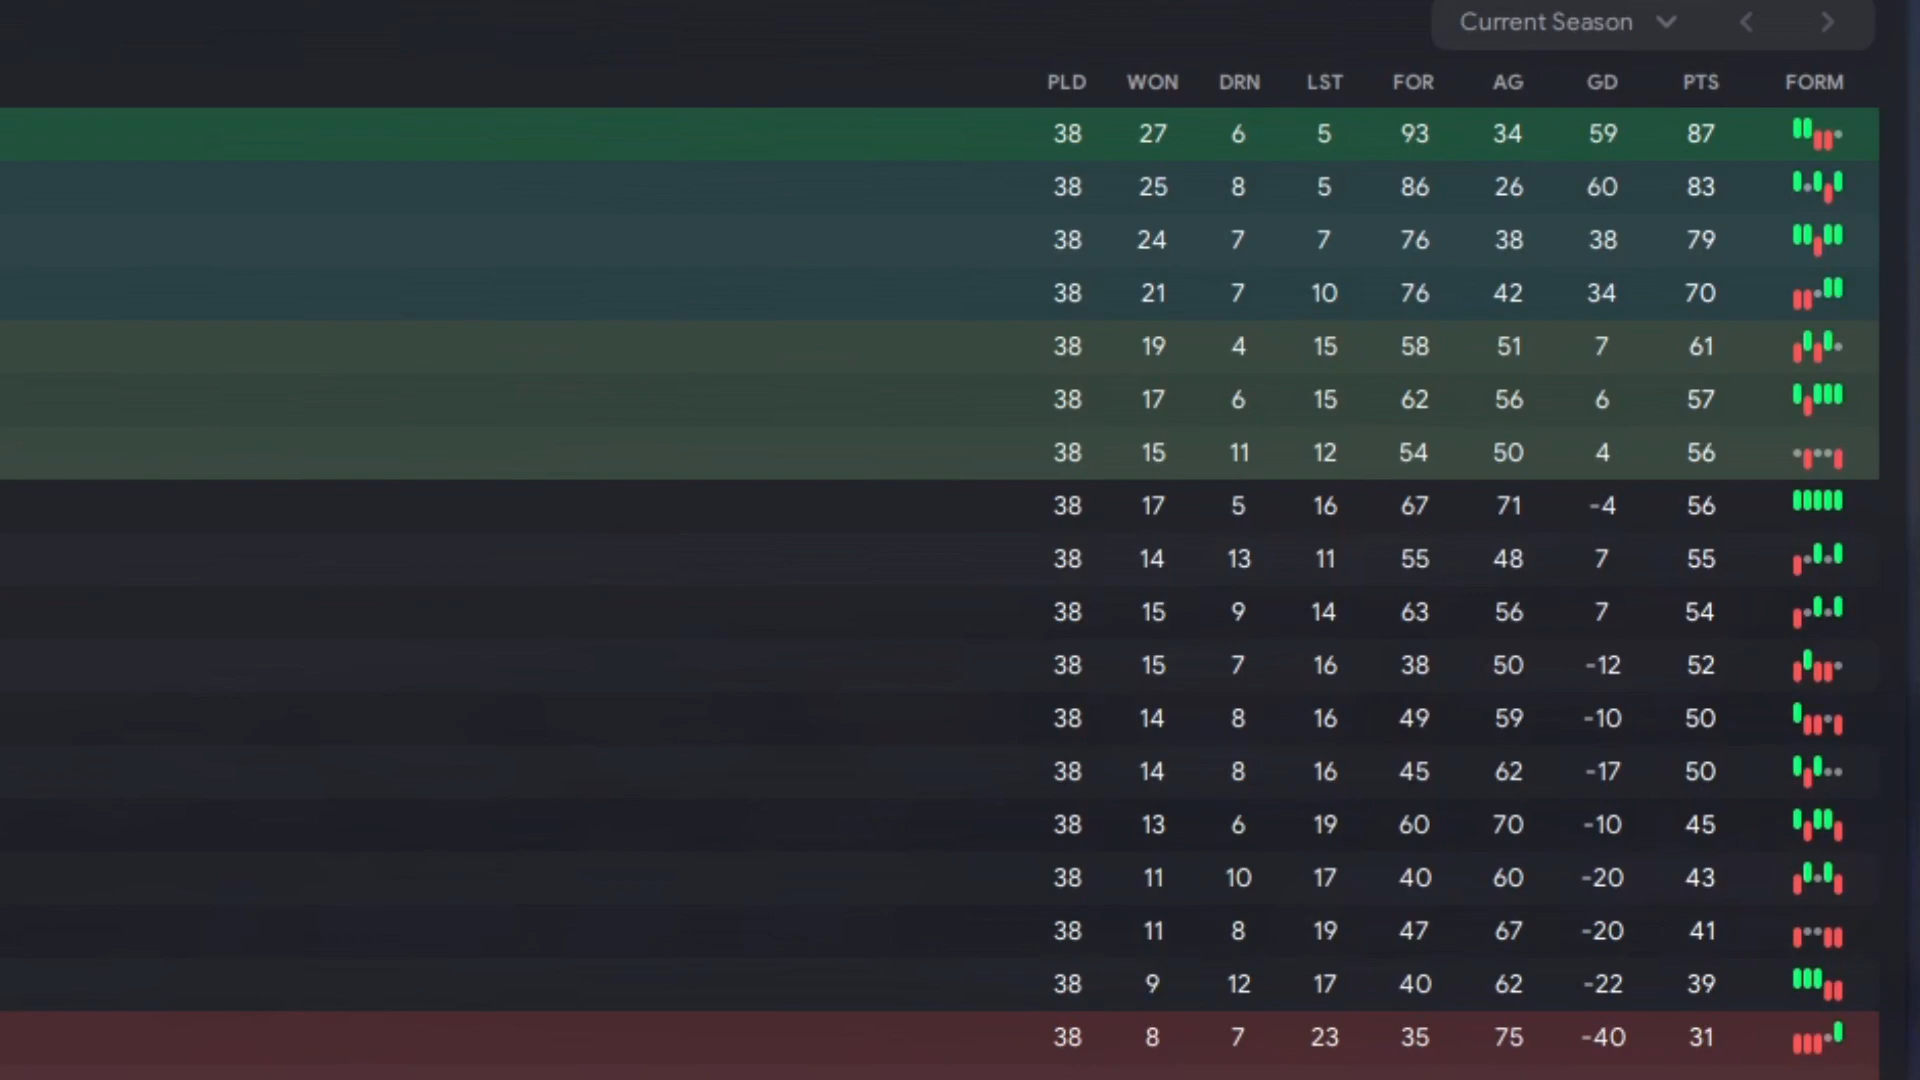 Current Season
PLD WON DRN LST FOR AG GD PTS FORM
38 27 6 5 93 34 59 87
38 25 8 5 86 26 60 83
38 24 7 7 76 38 38 79
38 21 7 10 76 42 34 70
38 19 4 15 58 51 7 61
38 17 6 15 62 56 6 57
38 15 11 12 54 50 4 56
38 17 5 16 67 71 -4 56
38 14 13 11 55 48 7 55
38 15 9 14 63 56 7 54
38 15 7 16 38 50 -12 52
38 14 8 16 49 59 -10 50
38 14 8 16 45 62 -17 50
38 13 6 19 60 70 -10 45
38 11 10 17 40 60 -20 43
38 11 8 19 47 67 -20 41
38 9 12 17 40 62 -22 39
38 8 7 23 35 75 -40 31